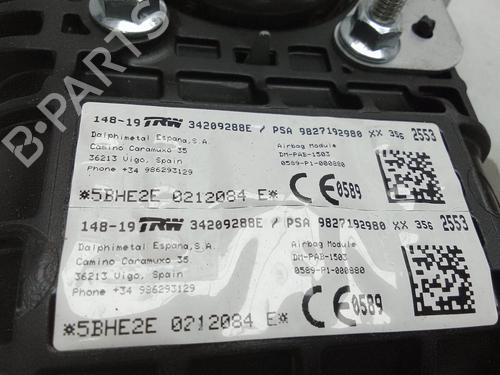 B-PARTS
148-19 TRW 34209288E / PSA 9827192980 XX 356 2553
Dalphimetal Espana,S.A.
Camino Caramuxo 35
36213 Vigo, Spain
Phone +34 986293129
Airbag Module
DM-PAB-1503
0589-P1-000880
*5BHE2E 0212084 E* CE 0589
148-19 TRW 34209288E / PSA 9827192980 XX 356 2553
Dalphimetal Espana,S.A.
Camino Caramuxo 35
36213 Vigo, Spain
Phone +34 986293129
Airbag Module
DM-PAB-1503
0589-P1-000880
*5BHE2E 0212084 E* CE 0589